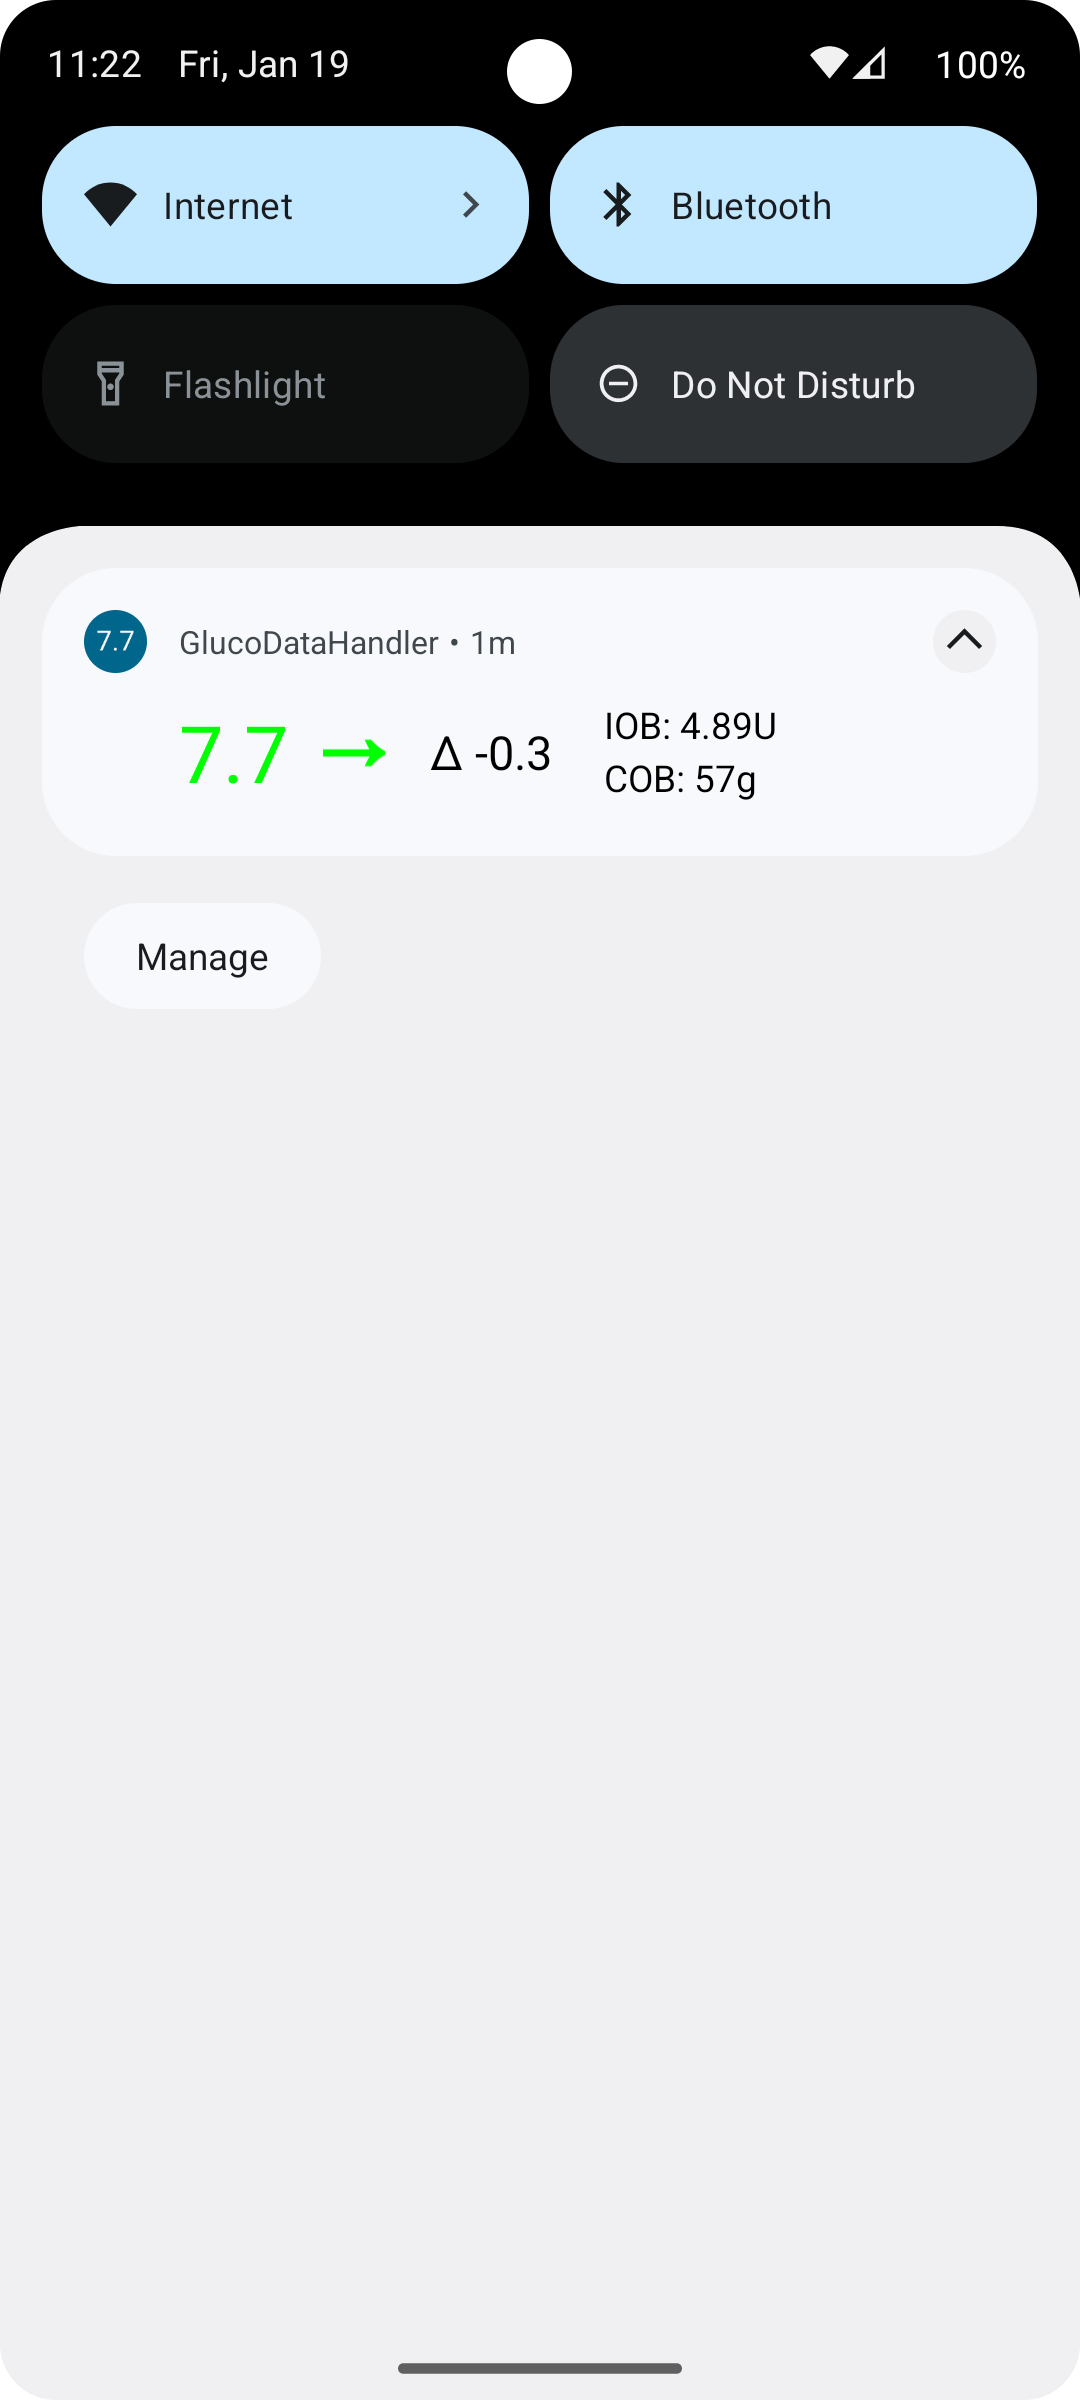 11:22 Fri, Jan 19 100%
Internet
Bluetooth
Flashlight
Do Not Disturb
7.7 GlucoDataHandler • 1m
7.7 → Δ -0.3
IOB: 4.89U
COB: 57g
Manage